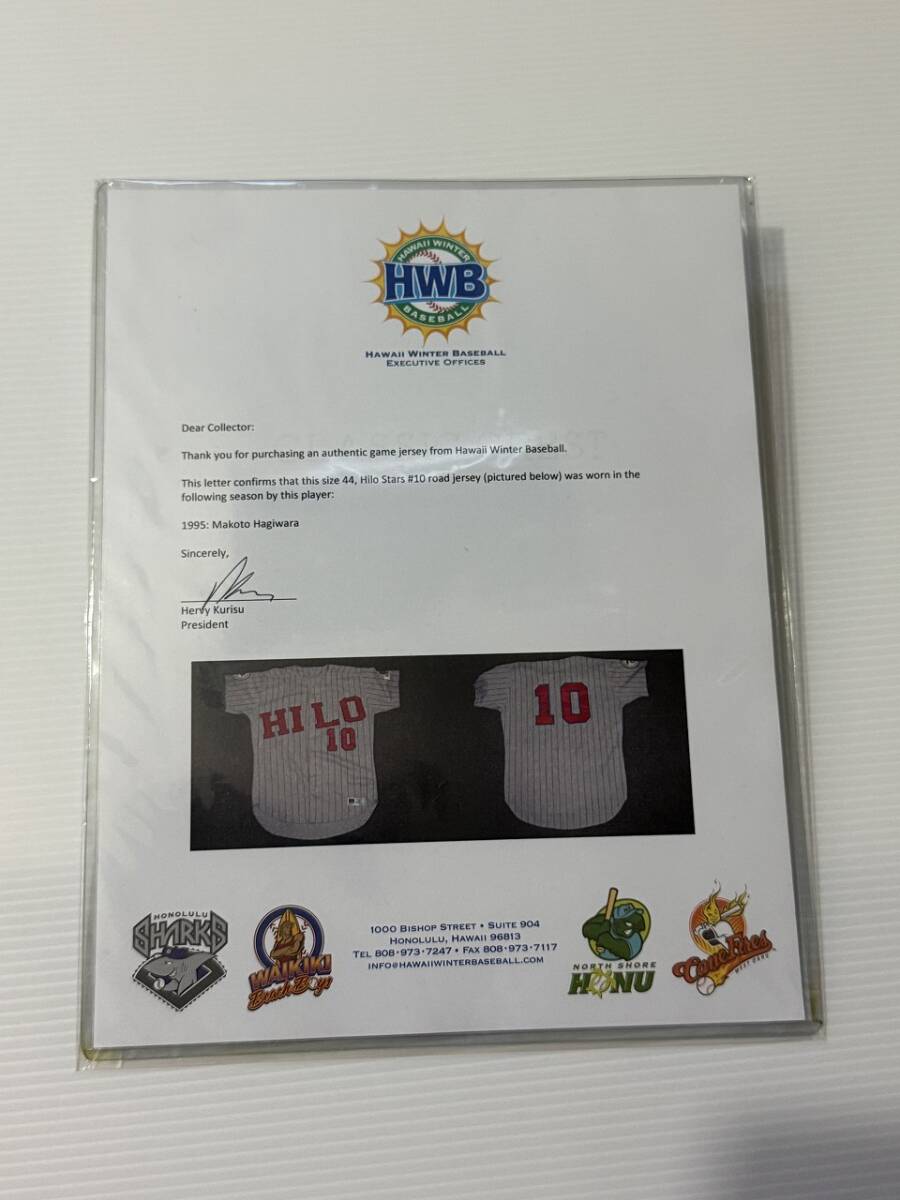 HAWAII WINTER
HWB
BASEBALL
HAWAII WINTER BASEBALL
EXECUTIVE OFFICES
Dear Collector:
Thank you for purchasing an authentic game jersey from Hawaii Winter Baseball.
This letter confirms that this size 44, Hilo Stars #10 road jersey (pictured below) was worn in the
following season by this player:
1995: Makoto Hagiwara
Sincerely,
Henry Kurisu
President
HILO
10
10
HONOLULU
SHARKS
WAIKIKI
Beach Boys
1000 BISHOP STREET • SUITE 904
HONOLULU, HAWAII 96813
TEL 808•973•7247 • FAX 808•973•7117
INFO@HAWAIIWINTERBASEBALL.COM
NORTH SHORE
HONU
CaneFires
WEST OAHU